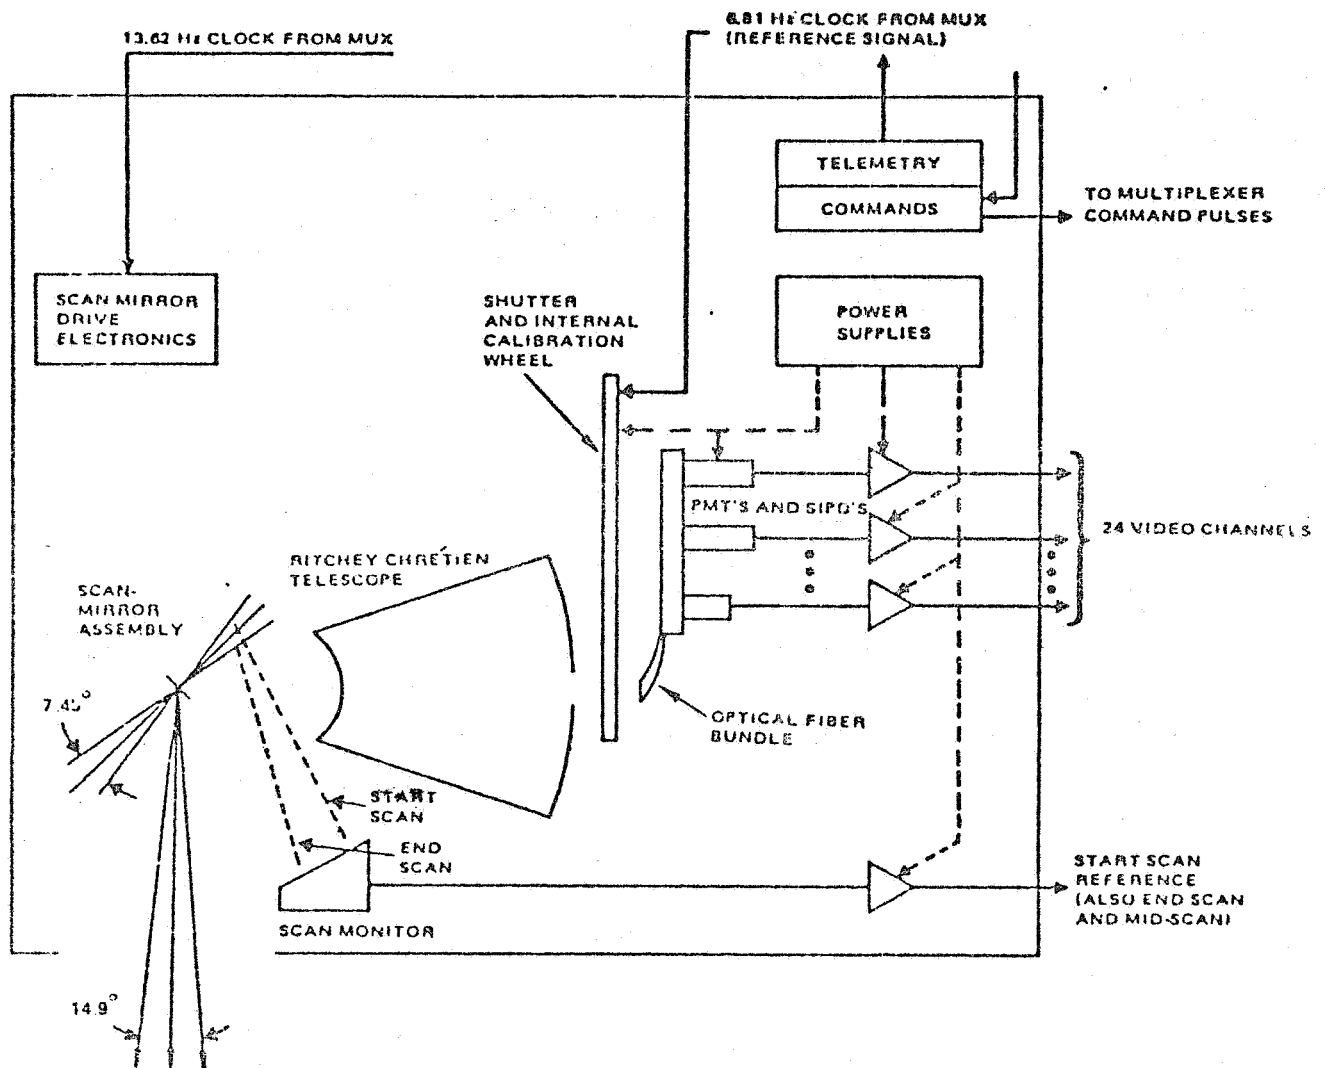 13.62 Hz CLOCK FROM MUX
6.81 Hz CLOCK FROM MUX
(REFERENCE SIGNAL)
TELEMETRY
COMMANDS
TO MULTIPLEXER
COMMAND PULSES
SCAN MIRROR
DRIVE
ELECTRONICS
SHUTTER
AND INTERNAL
CALIBRATION
WHEEL
POWER
SUPPLIES
PMT'S AND SIPD'S
24 VIDEO CHANNELS
RITCHEY CHRÉTIEN
TELESCOPE
SCAN-
MIRROR
ASSEMBLY
7.45°
OPTICAL FIBER
BUNDLE
START
SCAN
END
SCAN
SCAN MONITOR
START SCAN
REFERENCE
(ALSO END SCAN
AND MID-SCAN)
14.9°